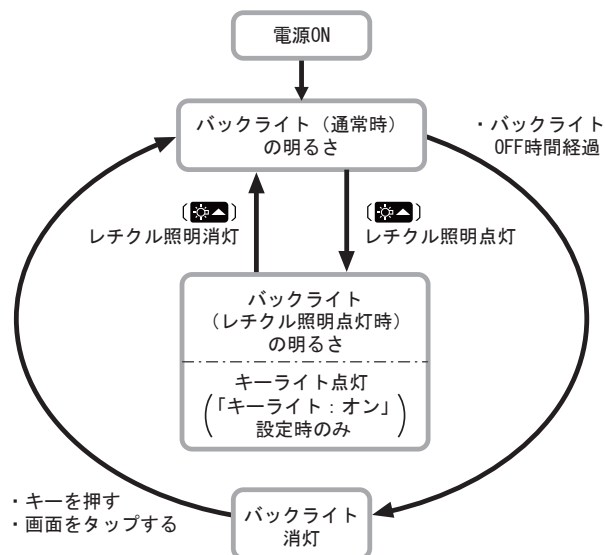 電源ON
バックライト（通常時）
の明るさ
・バックライト
OFF時間経過
レチクル照明消灯
レチクル照明点灯
バックライト
（レチクル照明点灯時）
の明るさ
キーライト点灯
（「キーライト：オン」
設定時のみ）
・キーを押す
・画面をタップする
バックライト
消灯